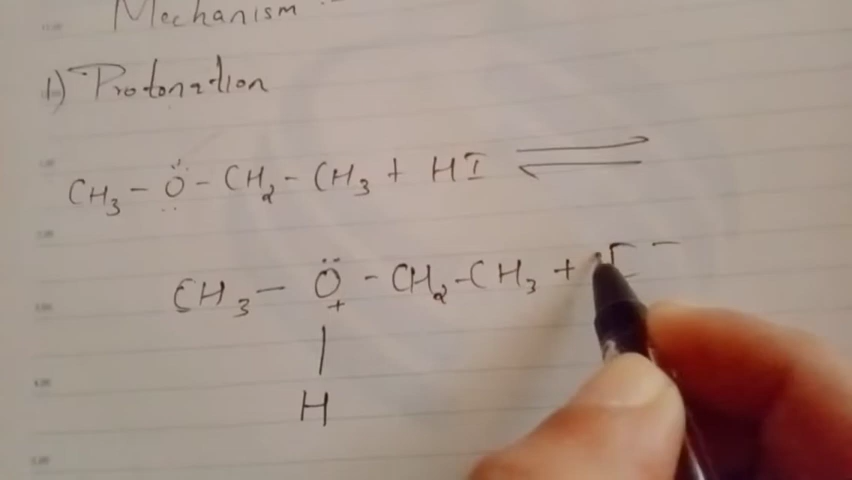 Mechanism :
1) Protonation
CH3 – Ö – CH2 – CH3 + HI ⇌
CH3 – Ö – CH2 – CH3 + I –
+
|
H